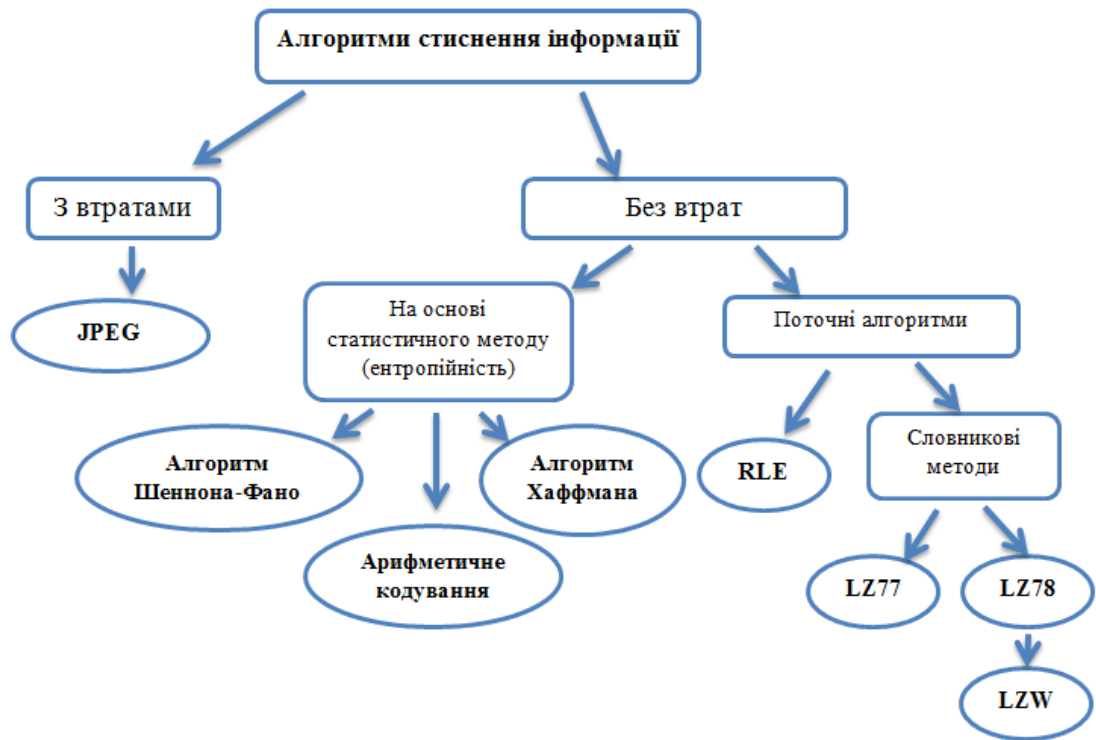 Алгоритми стиснення інформації
З втратами
Без втрат
JPEG
На основі
статистичного методу
(ентропійність)
Поточні алгоритми
Алгоритм
Шеннона-Фано
Алгоритм
Хаффмана
RLE
Словникові
методи
Арифметичне
кодування
LZ77
LZ78
LZW